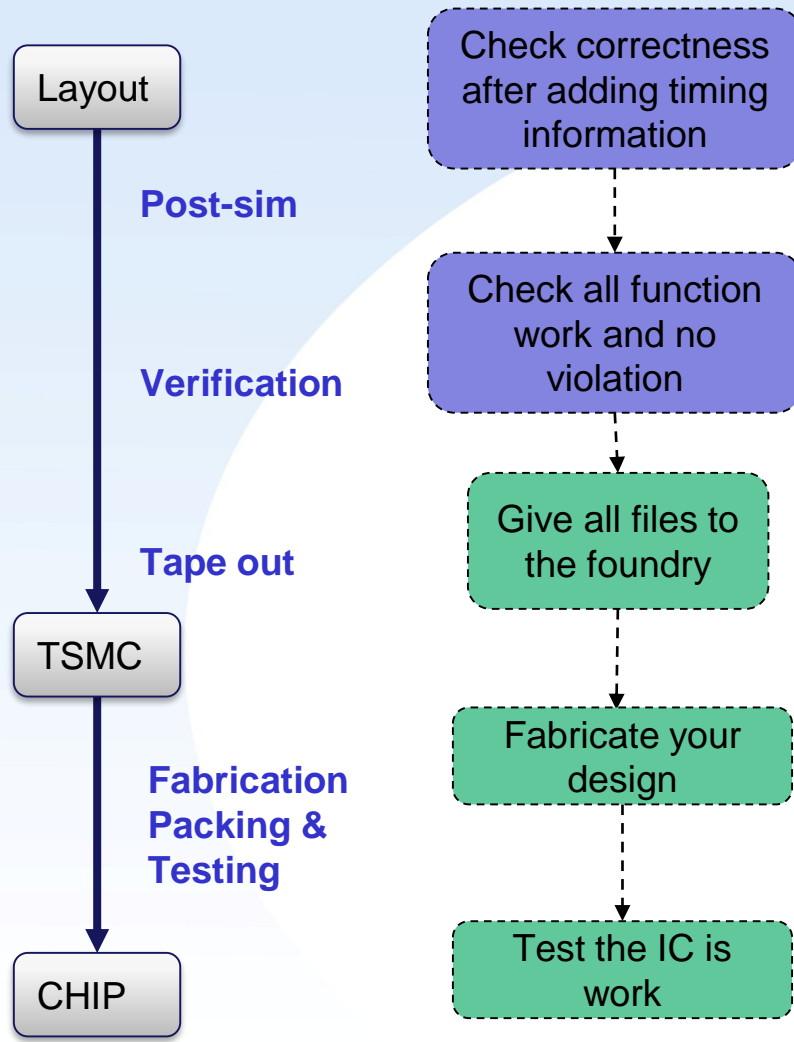 Layout
Post-sim
Verification
Tape out
TSMC
Fabrication
Packing &
Testing
CHIP
Check correctness
after adding timing
information
Check all function
work and no
violation
Give all files to
the foundry
Fabricate your
design
Test the IC is
work